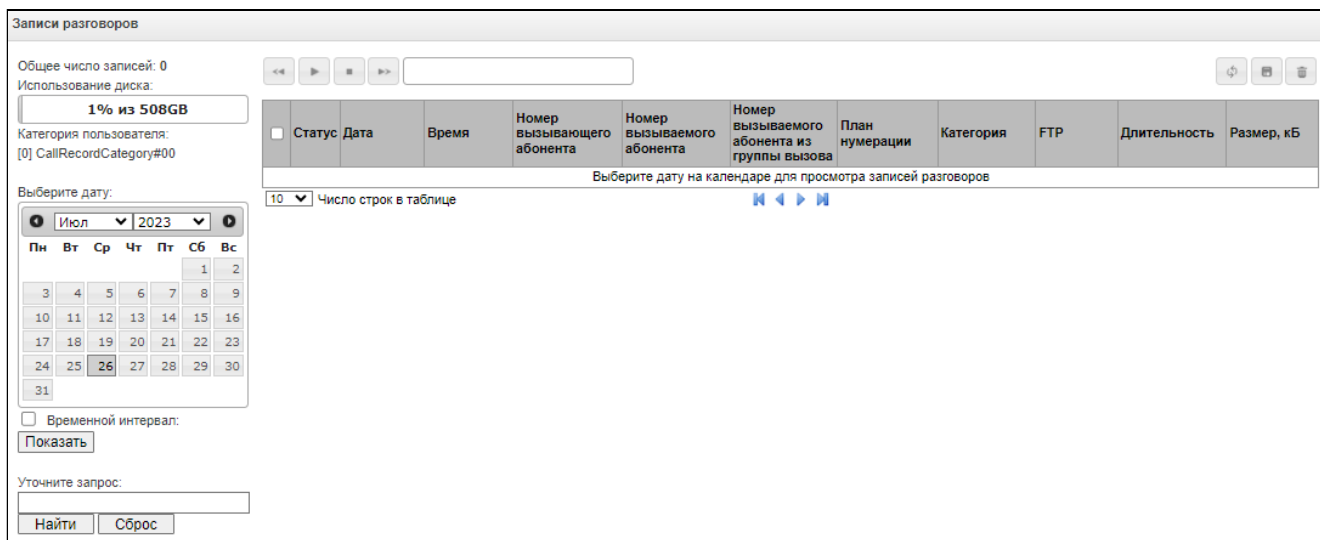 Записи разговоров
Общее число записей: 0
Использование диска:
1% из 508GB
Категория пользователя:
[0] CallRecordCategory#00
Выберите дату:
Июл 2023
Пн Вт Ср Чт Пт Сб Вс
1 2
3 4 5 6 7 8 9
10 11 12 13 14 15 16
17 18 19 20 21 22 23
24 25 26 27 28 29 30
31
Временной интервал:
Показать
Уточните запрос:
Найти Сброс
Статус Дата Время Номер вызывающего абонента Номер вызываемого абонента Номер вызываемого абонента из группы вызова План нумерации Категория FTP Длительность Размер, кБ
Выберите дату на календаре для просмотра записей разговоров
10 Число строк в таблице